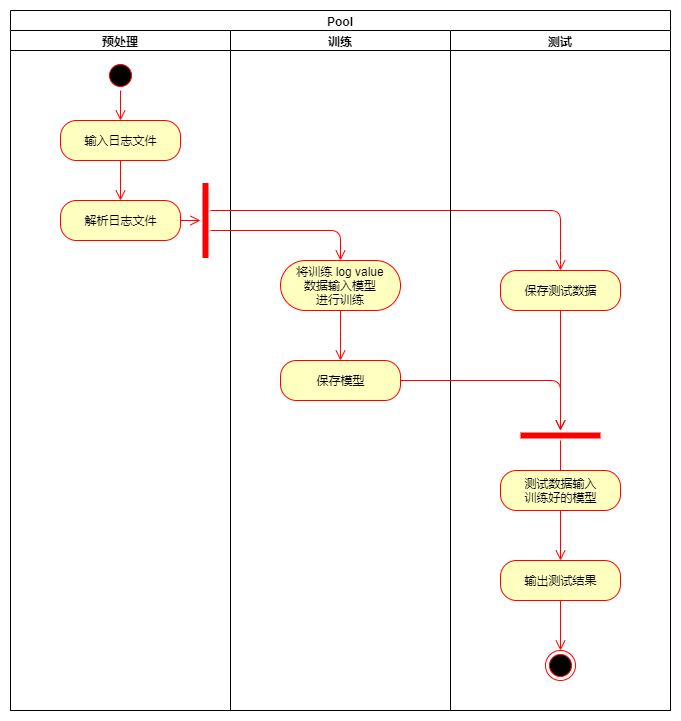 Pool
预处理
训练
测试
输入日志文件
解析日志文件
将训练 log value
数据输入模型
进行训练
保存测试数据
保存模型
测试数据输入
训练好的模型
输出测试结果